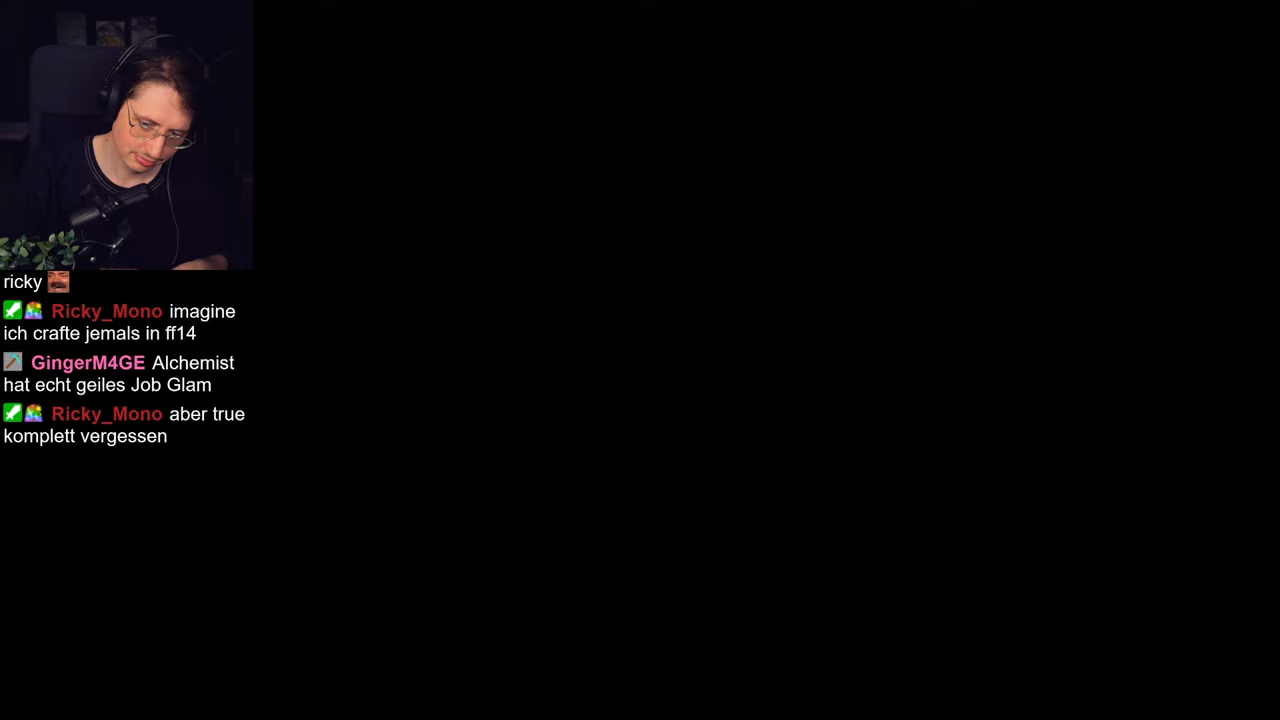 ricky
Ricky_Mono imagine
ich crafte jemals in ff14
GingerM4GE Alchemist
hat echt geiles Job Glam
Ricky_Mono aber true
komplett vergessen